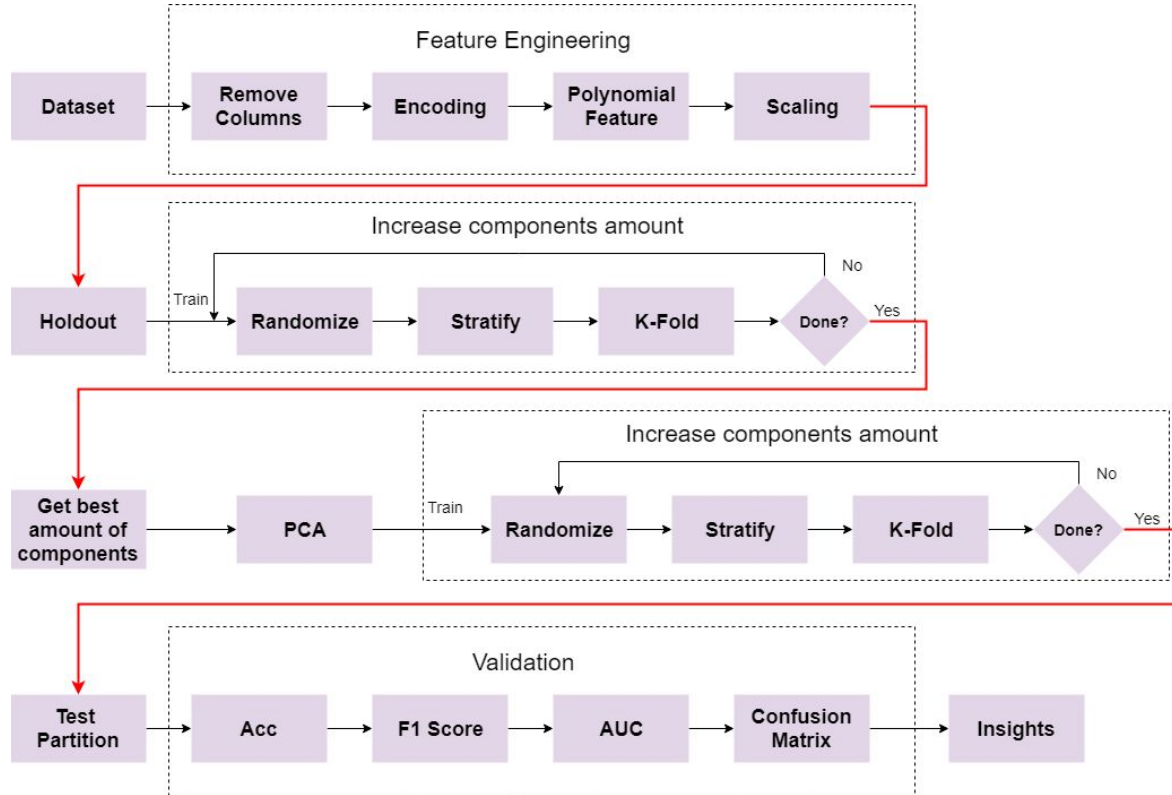 Feature Engineering
Dataset
Remove
Columns
Encoding
Polynomial
Feature
Scaling
Increase components amount
No
Holdout
Train
Randomize
Stratify
K-Fold
Done?
Yes
Increase components amount
No
Get best
amount of
components
PCA
Train
Randomize
Stratify
K-Fold
Done?
Yes
Validation
Test
Partition
Acc
F1 Score
AUC
Confusion
Matrix
Insights